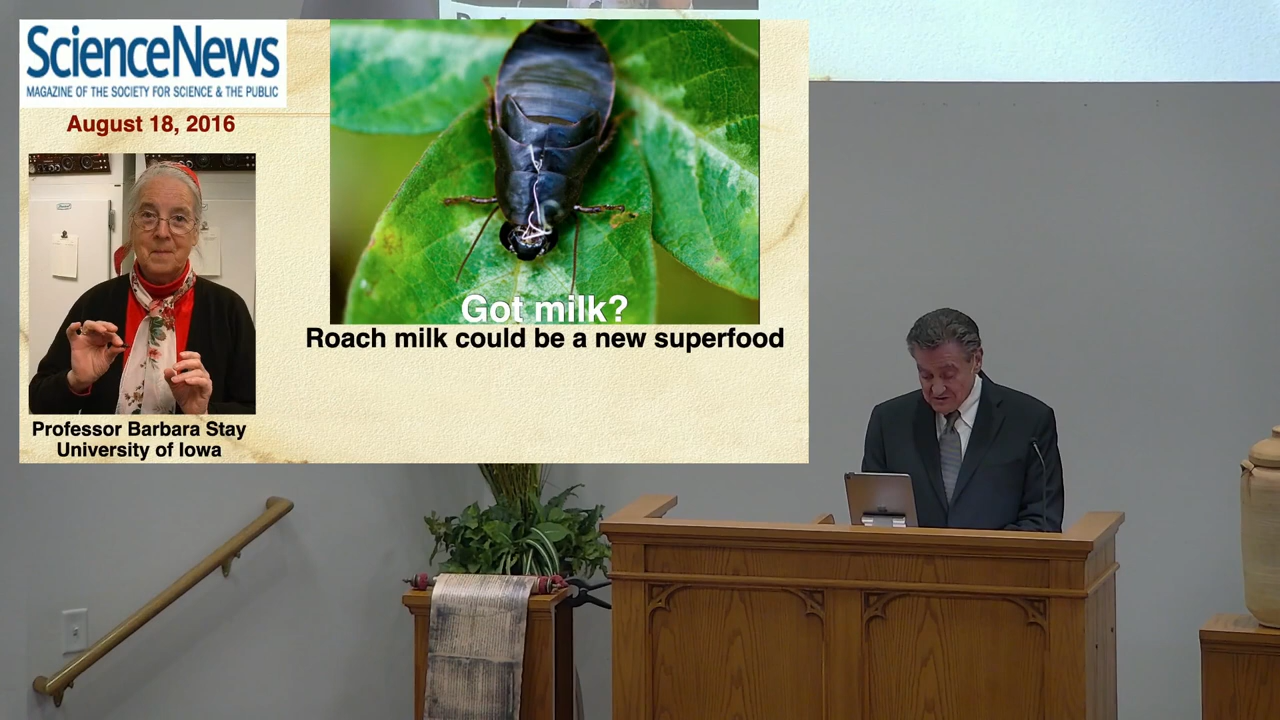 ScienceNews
MAGAZINE OF THE SOCIETY FOR SCIENCE & THE PUBLIC
August 18, 2016
Got milk?
Roach milk could be a new superfood
Professor Barbara Stay
University of Iowa